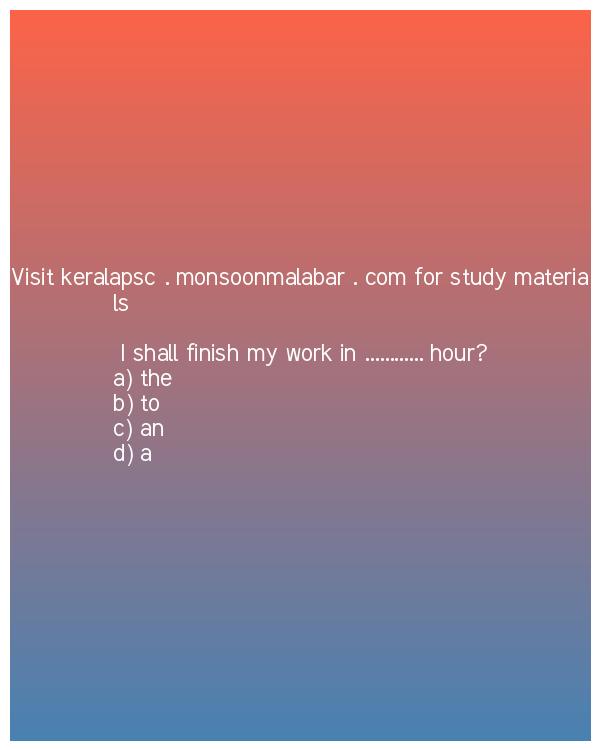 Visit keralapsc . monsoonmalabar . com for study materia
ls
I shall finish my work in ............ hour?
a) the
b) to
c) an
d) a